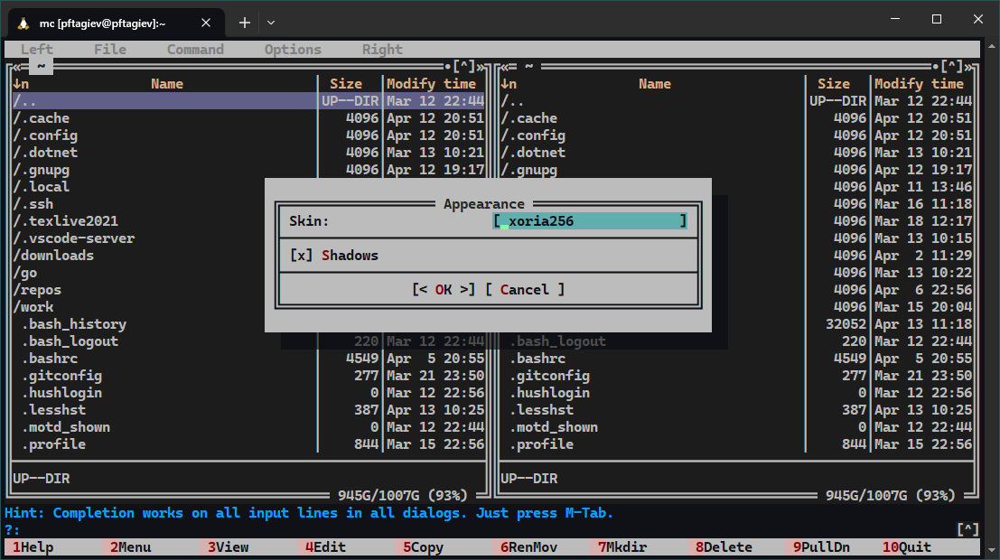 mc [pftagiev@pftagiev]:~
Left File Command Options Right
«= ~ •[^]» «= ~ •[^]»
↓n Name Size Modify time ↓n Name Size Modify time
/.. UP--DIR Mar 12 22:44 /.. UP--DIR Mar 12 22:44
/.cache 4096 Apr 12 20:51 /.cache 4096 Apr 12 20:51
/.config 4096 Apr 12 20:51 /.config 4096 Apr 12 20:51
/.dotnet 4096 Mar 13 10:21 /.dotnet 4096 Mar 13 10:21
/.gnupg 4096 Apr 12 19:17 /.gnupg 4096 Apr 12 19:17
/.local 4096 Apr 11 13:46
/.ssh Appearance 4096 Mar 16 11:18
/.texlive2021 Skin: [ xoria256 ] 4096 Mar 18 12:17
/.vscode-server 4096 Mar 13 10:15
/downloads [x] Shadows 4096 Apr 2 11:29
/go 4096 Mar 13 10:22
/repos [< OK >] [ Cancel ] 4096 Apr 6 22:56
/work 4096 Mar 15 20:04
.bash_history 32052 Apr 13 11:18
.bash_logout 220 Mar 12 22:44 .bash_logout 220 Mar 12 22:44
.bashrc 4549 Apr 5 20:55 .bashrc 4549 Apr 5 20:55
.gitconfig 277 Mar 21 23:50 .gitconfig 277 Mar 21 23:50
.hushlogin 0 Mar 12 22:56 .hushlogin 0 Mar 12 22:56
.lesshst 387 Apr 13 10:25 .lesshst 387 Apr 13 10:25
.motd_shown 0 Mar 12 22:44 .motd_shown 0 Mar 12 22:44
.profile 844 Mar 15 22:56 .profile 844 Mar 15 22:56
UP--DIR UP--DIR
945G/1007G (93%) 945G/1007G (93%)
Hint: Completion works on all input lines in all dialogs. Just press M-Tab.
?: [^]
1Help 2Menu 3View 4Edit 5Copy 6RenMov 7Mkdir 8Delete 9PullDn 10Quit